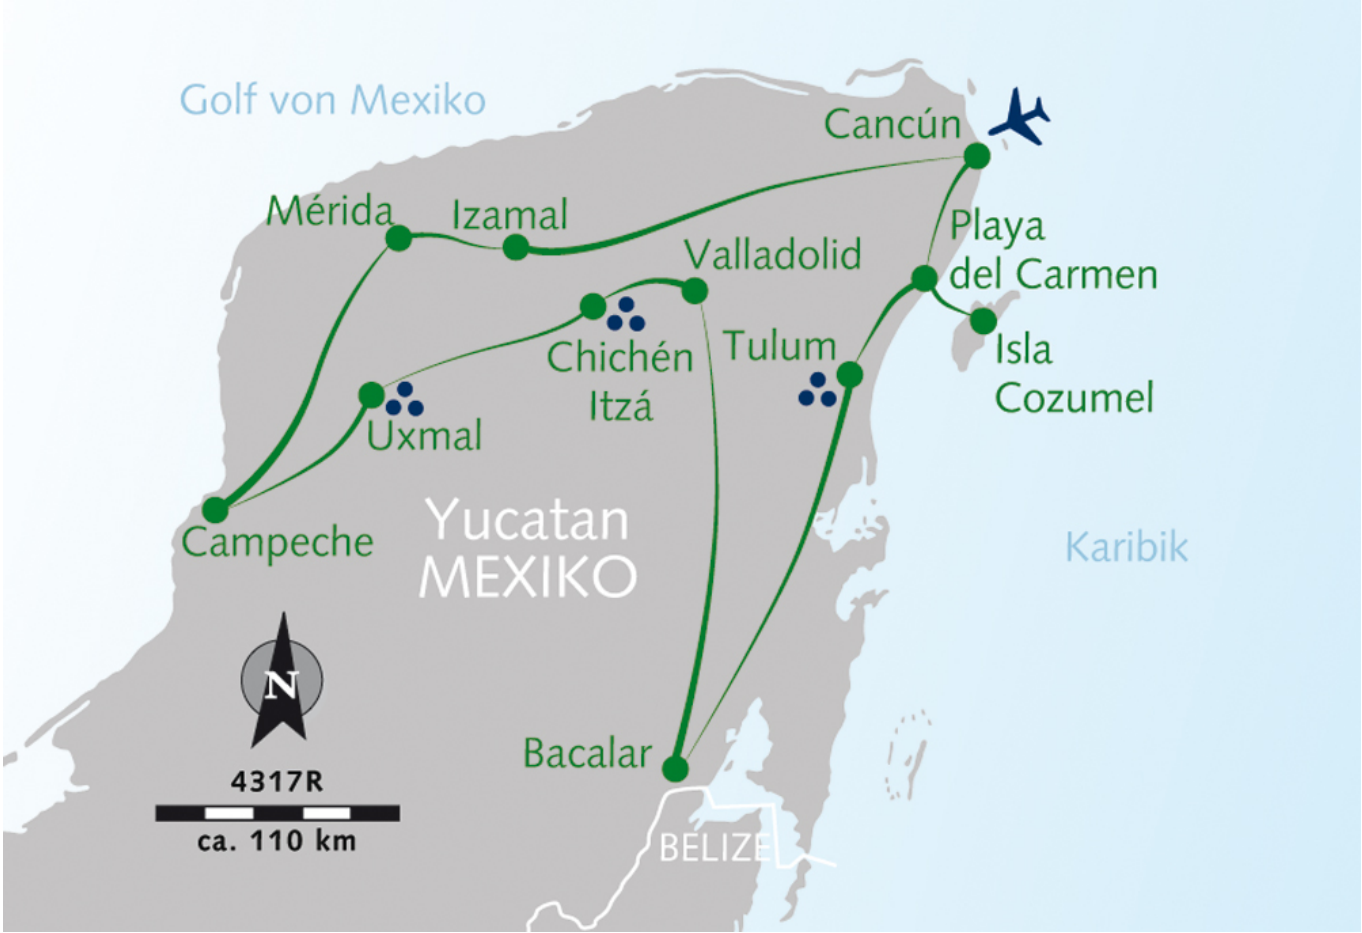 Golf von Mexiko
Cancún
Mérida
Izamal
Playa
del Carmen
Valladolid
Chichén
Itzá
Tulum
Isla
Cozumel
Uxmal
Yucatan
MEXIKO
Campeche
Karibik
N
Bacalar
4317R
ca. 110 km
BELIZE